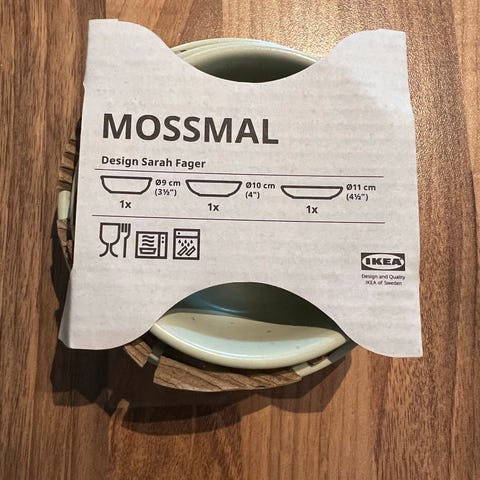 MOSSMAL
Design Sarah Fager
Ø9 cm
(3½")
1x
Ø10 cm
(4")
1x
Ø11 cm
(4½")
1x
IKEA
Design and Quality
IKEA of Sweden